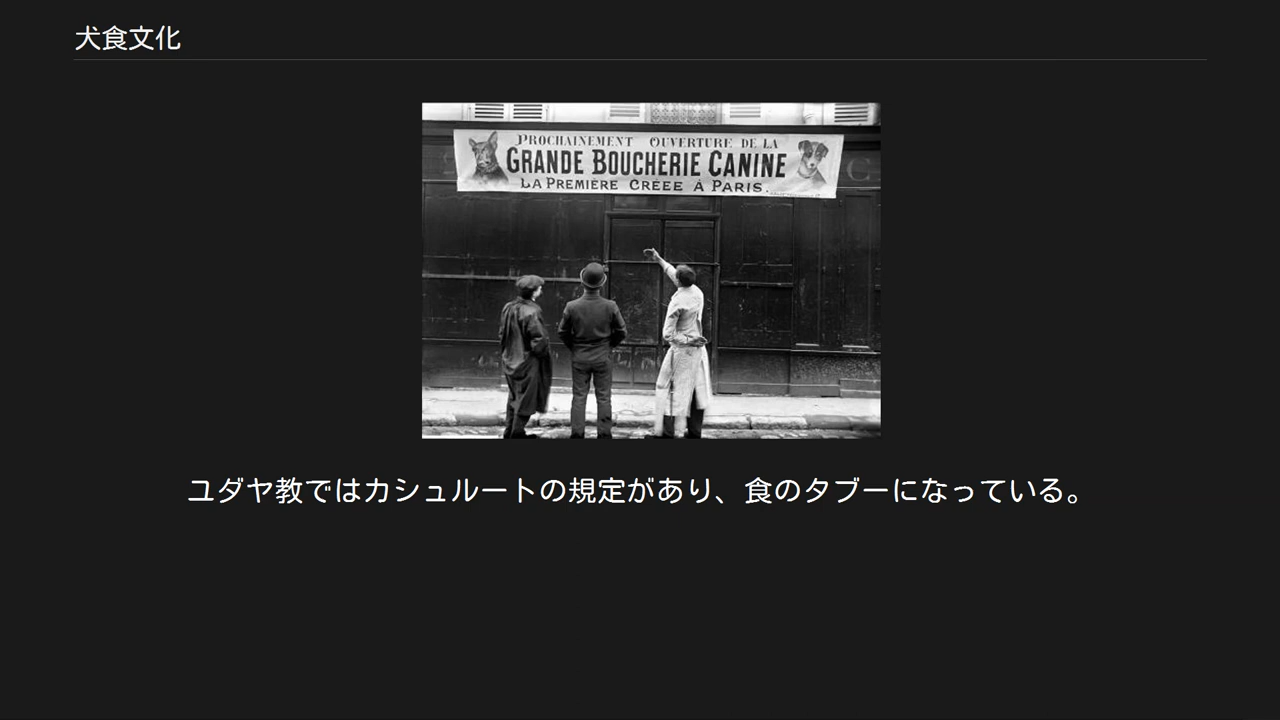 犬食文化
PROCHAINEMENT OUVERTURE DE LA
GRANDE BOUCHERIE CANINE
LA PREMIÈRE CRÉÉE À PARIS.
ユダヤ教ではカシュルートの規定があり、食のタブーになっている。